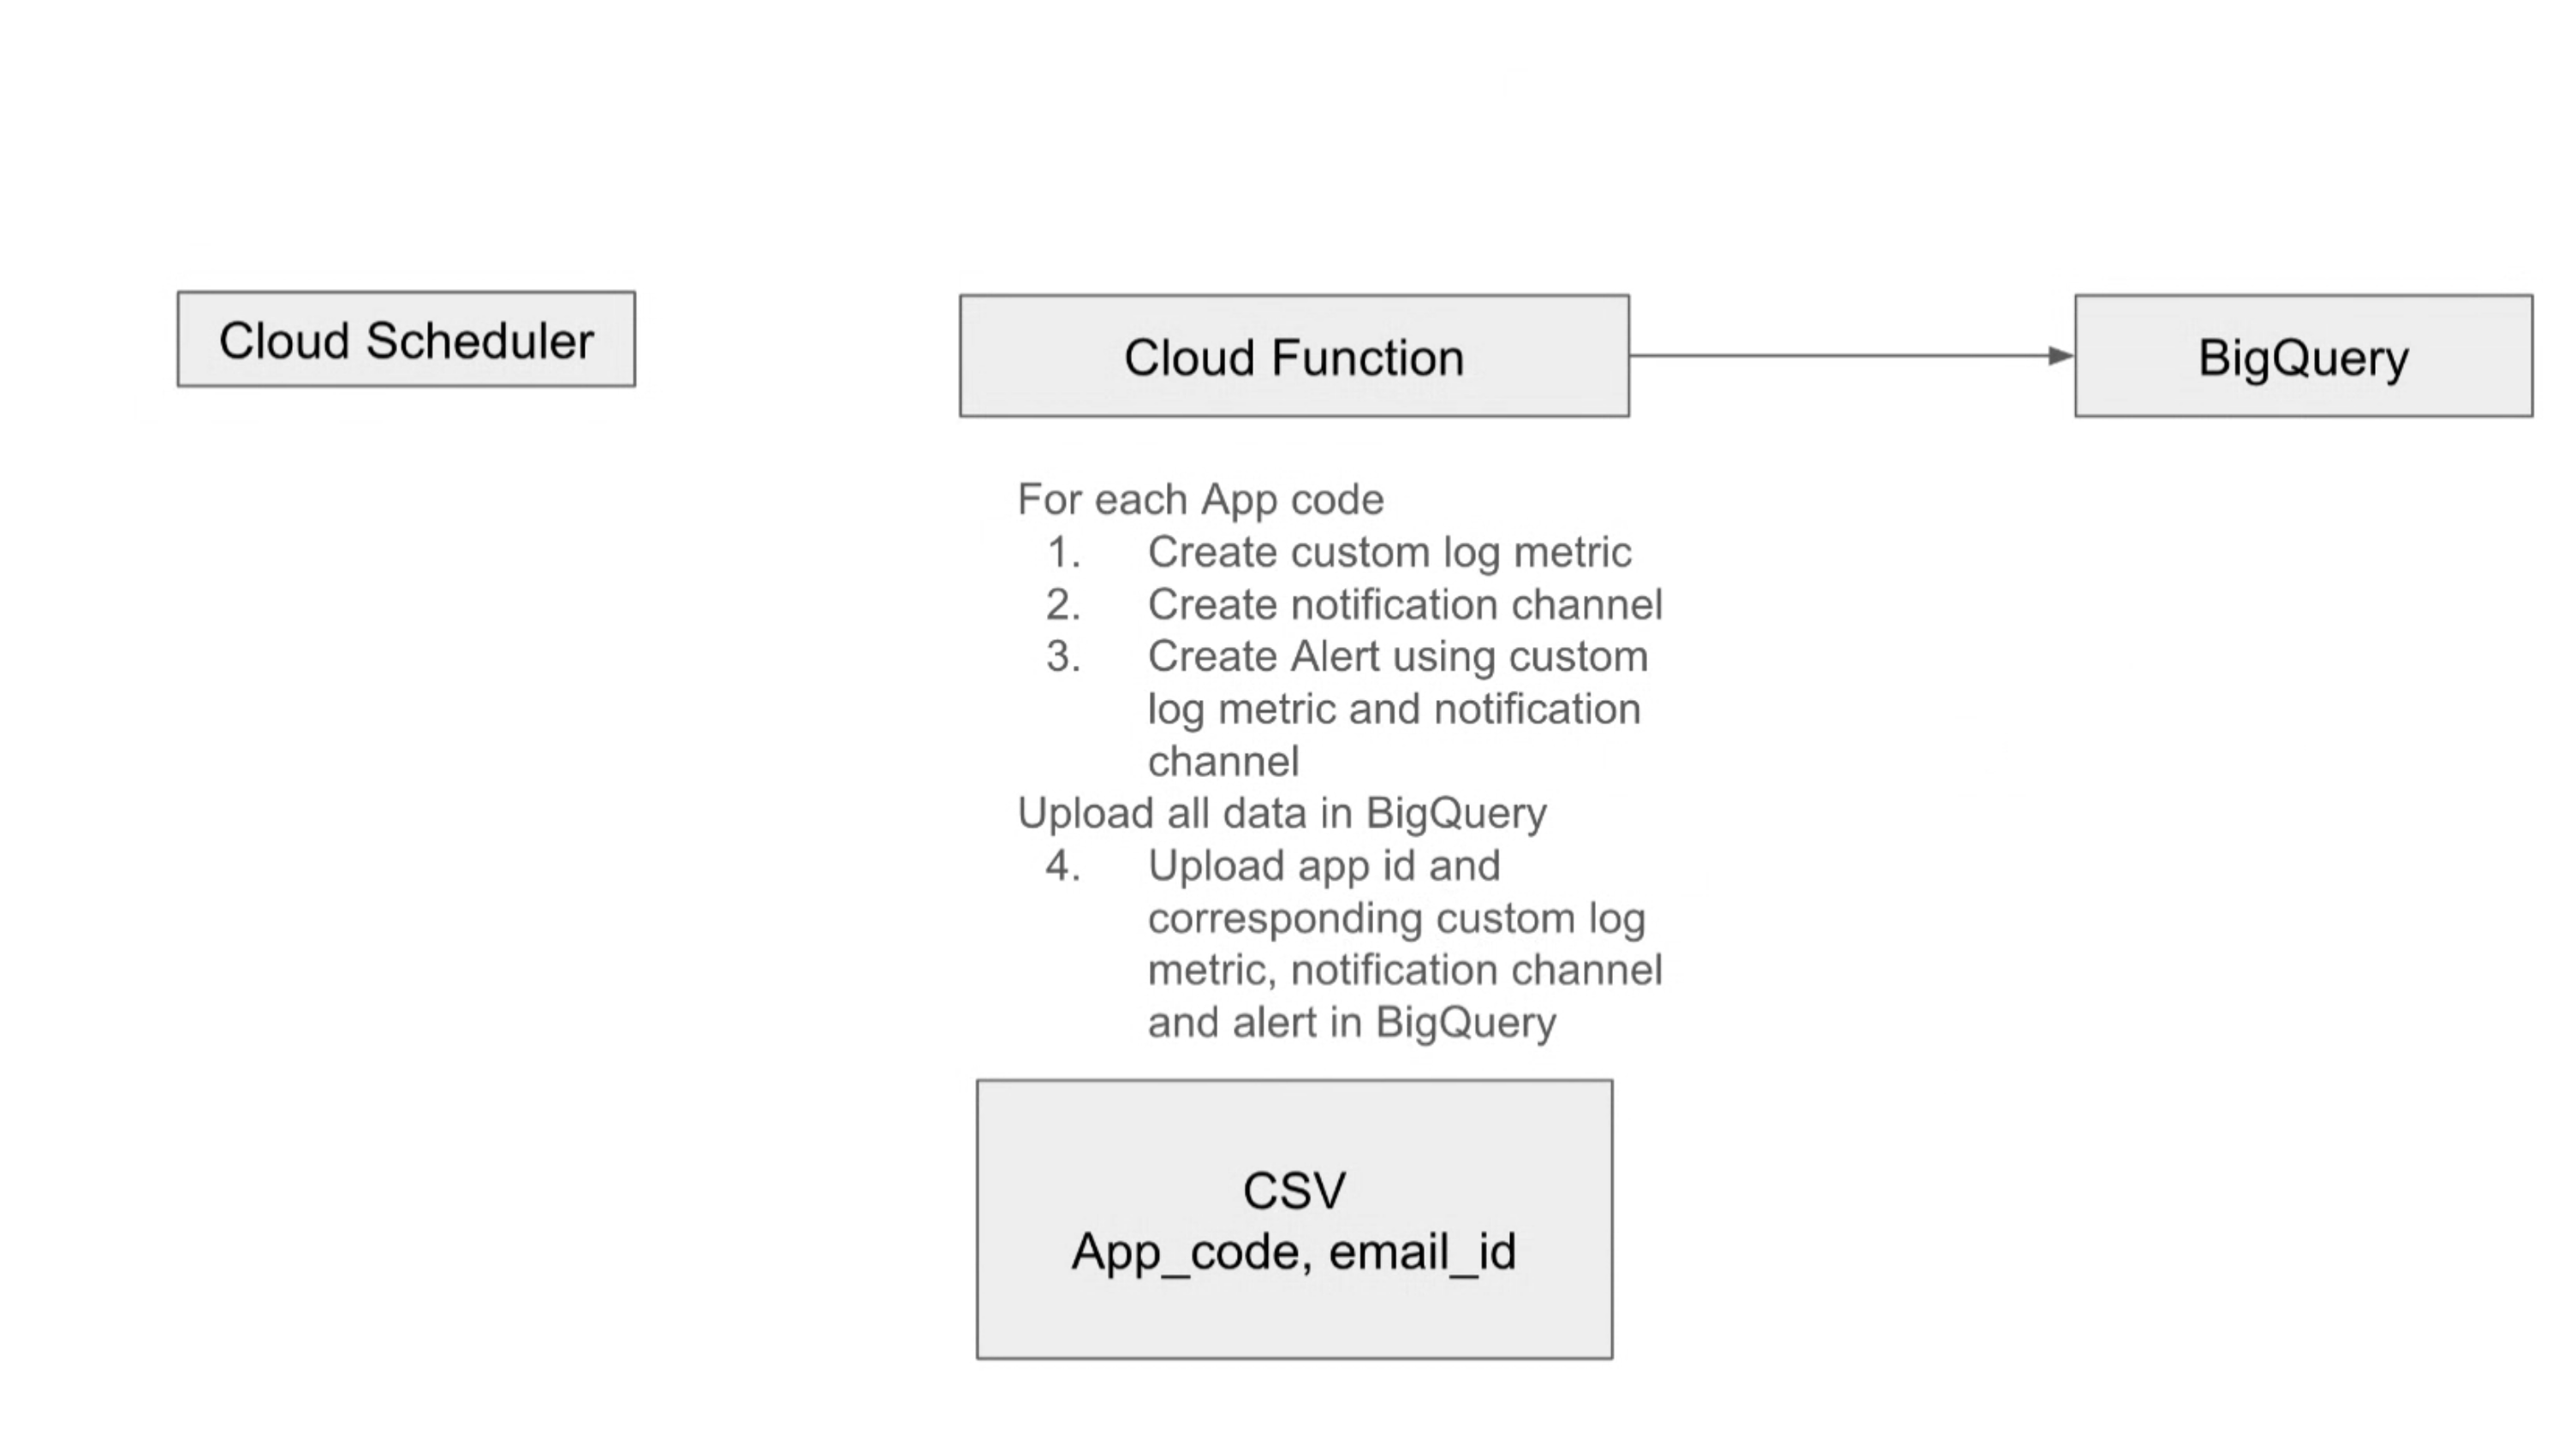 Cloud Scheduler
Cloud Function
BigQuery
For each App code
1. Create custom log metric
2. Create notification channel
3. Create Alert using custom
log metric and notification
channel
Upload all data in BigQuery
4. Upload app id and
corresponding custom log
metric, notification channel
and alert in BigQuery
CSV
App_code, email_id